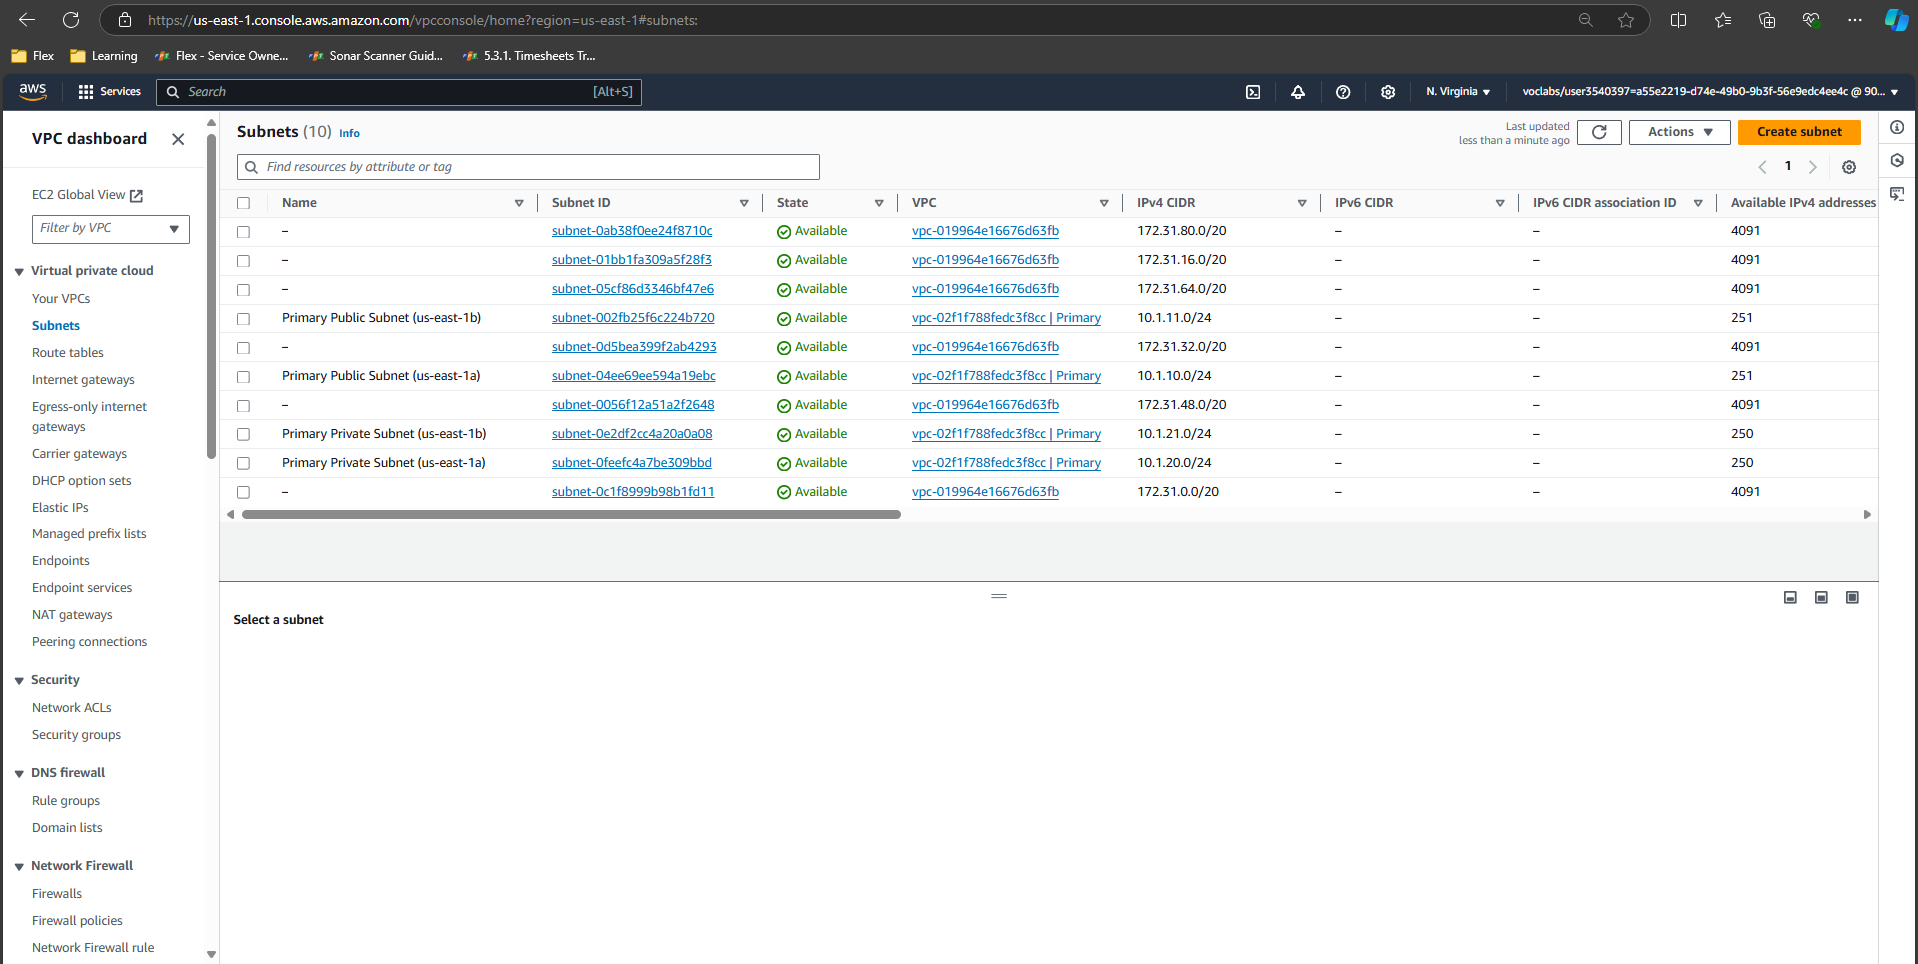 https://us-east-1.console.aws.amazon.com/vpcconsole/home?region=us-east-1#subnets:
Flex Learning Flex - Service Owne... Sonar Scanner Guid... 5.3.1. Timesheets Tr...
aws Services Search [Alt+S] N. Virginia voclabs/user3540397=a55e2219-d74e-49b0-9b3f-56e9edc4ee4c @ 90...
VPC dashboard
EC2 Global View
Filter by VPC
Virtual private cloud
Your VPCs
Subnets
Route tables
Internet gateways
Egress-only internet
gateways
Carrier gateways
DHCP option sets
Elastic IPs
Managed prefix lists
Endpoints
Endpoint services
NAT gateways
Peering connections
Security
Network ACLs
Security groups
DNS firewall
Rule groups
Domain lists
Network Firewall
Firewalls
Firewall policies
Network Firewall rule
Subnets (10) Info
Last updated
less than a minute ago
Actions
Create subnet
Find resources by attribute or tag
1
Name Subnet ID State VPC IPv4 CIDR IPv6 CIDR IPv6 CIDR association ID Available IPv4 addresses
– subnet-0ab38f0ee24f8710c Available vpc-019964e16676d63fb 172.31.80.0/20 – – 4091
– subnet-01bb1fa309a5f28f3 Available vpc-019964e16676d63fb 172.31.16.0/20 – – 4091
– subnet-05cf86d3346bf47e6 Available vpc-019964e16676d63fb 172.31.64.0/20 – – 4091
Primary Public Subnet (us-east-1b) subnet-002fb25f6c224b720 Available vpc-02f1f788fedc3f8cc | Primary 10.1.11.0/24 – – 251
– subnet-0d5bea399f2ab4293 Available vpc-019964e16676d63fb 172.31.32.0/20 – – 4091
Primary Public Subnet (us-east-1a) subnet-04ee69ee594a19ebc Available vpc-02f1f788fedc3f8cc | Primary 10.1.10.0/24 – – 251
– subnet-0056f12a51a2f2648 Available vpc-019964e16676d63fb 172.31.48.0/20 – – 4091
Primary Private Subnet (us-east-1b) subnet-0e2df2cc4a20a0a08 Available vpc-02f1f788fedc3f8cc | Primary 10.1.21.0/24 – – 250
Primary Private Subnet (us-east-1a) subnet-0feefc4a7be309bbd Available vpc-02f1f788fedc3f8cc | Primary 10.1.20.0/24 – – 250
– subnet-0c1f8999b98b1fd11 Available vpc-019964e16676d63fb 172.31.0.0/20 – – 4091
Select a subnet